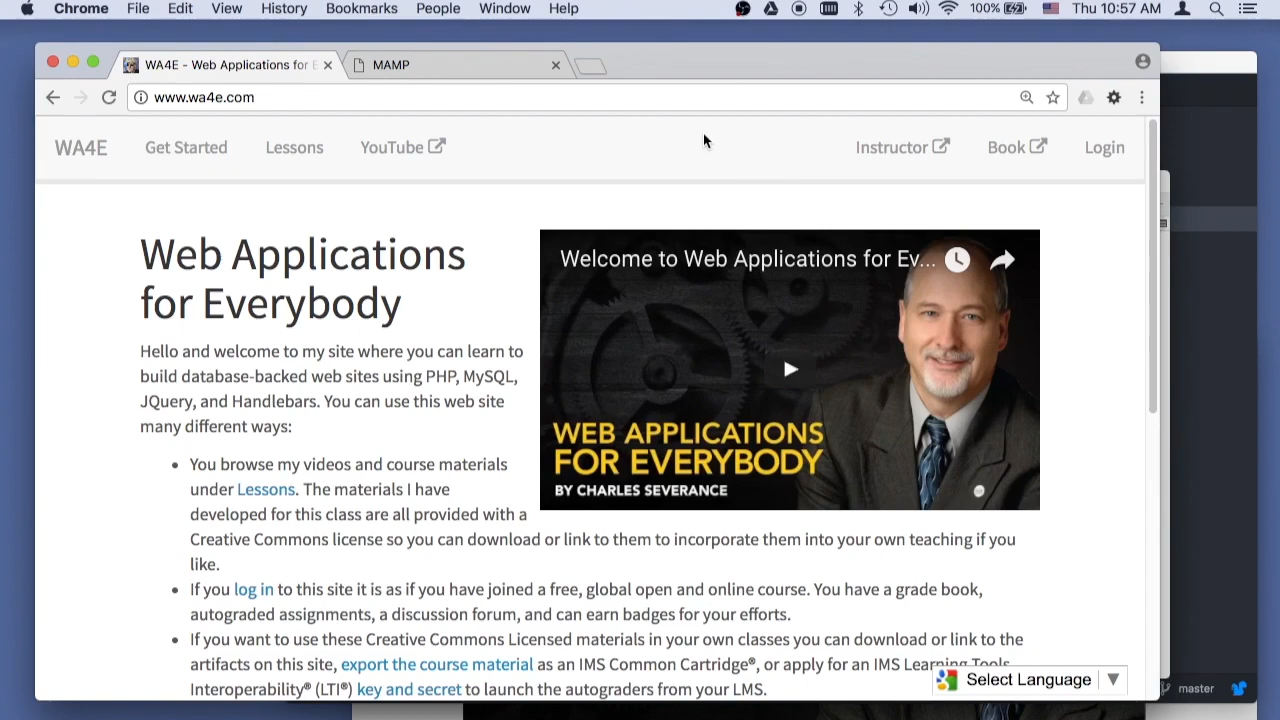 Chrome File Edit View History Bookmarks People Window Help 100% Thu 10:57 AM
WA4E - Web Applications for E MAMP
www.wa4e.com
WA4E Get Started Lessons YouTube Instructor Book Login
Web Applications
for Everybody
Hello and welcome to my site where you can learn to
build database-backed web sites using PHP, MySQL,
JQuery, and Handlebars. You can use this web site
many different ways:
Welcome to Web Applications for Ev...
WEB APPLICATIONS
FOR EVERYBODY
BY CHARLES SEVERANCE
• You browse my videos and course materials
under Lessons. The materials I have
developed for this class are all provided with a
Creative Commons license so you can download or link to them to incorporate them into your own teaching if you
like.
• If you log in to this site it is as if you have joined a free, global open and online course. You have a grade book,
autograded assignments, a discussion forum, and can earn badges for your efforts.
• If you want to use these Creative Commons Licensed materials in your own classes you can download or link to the
artifacts on this site, export the course material as an IMS Common Cartridge®, or apply for an IMS Learning Tools
Interoperability® (LTI®) key and secret to launch the autograders from your LMS.
Select Language ▼
master